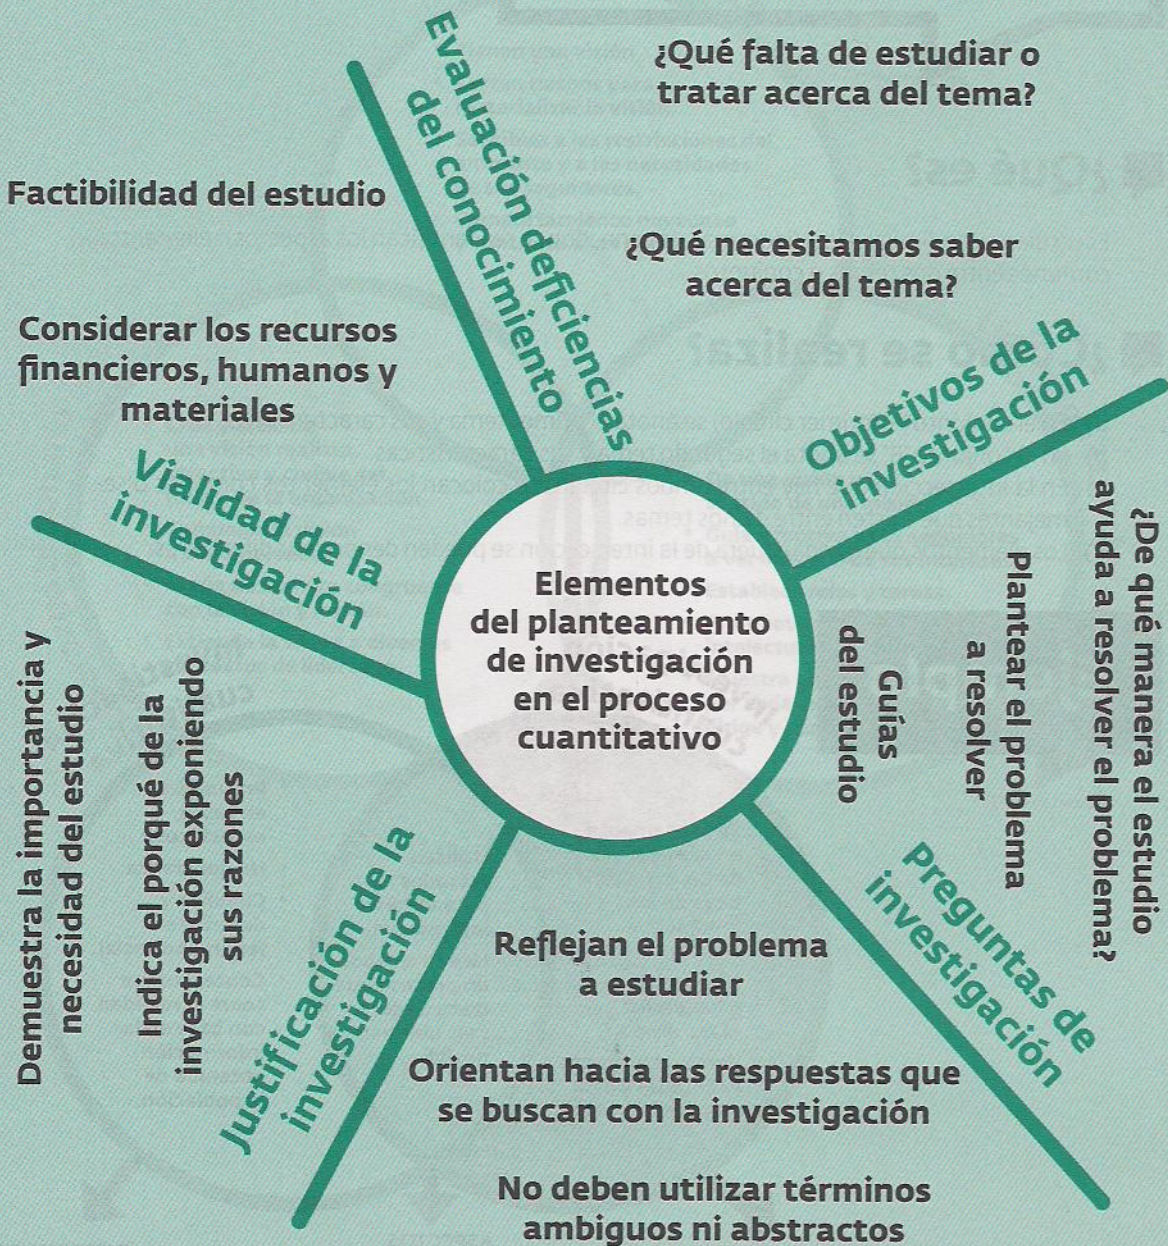 Elementos
del planteamiento
de investigación
en el proceso
cuantitativo
Evaluación deficiencias
del conocimiento
¿Qué falta de estudiar o
tratar acerca del tema?
¿Qué necesitamos saber
acerca del tema?
Objetivos de la
investigación
¿De qué manera el estudio
ayuda a resolver el problema?
Plantear el problema
a resolver
Guías
del estudio
Preguntas de
investigación
Reflejan el problema
a estudiar
Orientan hacia las respuestas que
se buscan con la investigación
No deben utilizar términos
ambiguos ni abstractos
Justificación de la
investigación
Demuestra la importancia y
necesidad del estudio
Indica el porqué de la
investigación exponiendo
sus razones
Vialidad de la
investigación
Factibilidad del estudio
Considerar los recursos
financieros, humanos y
materiales